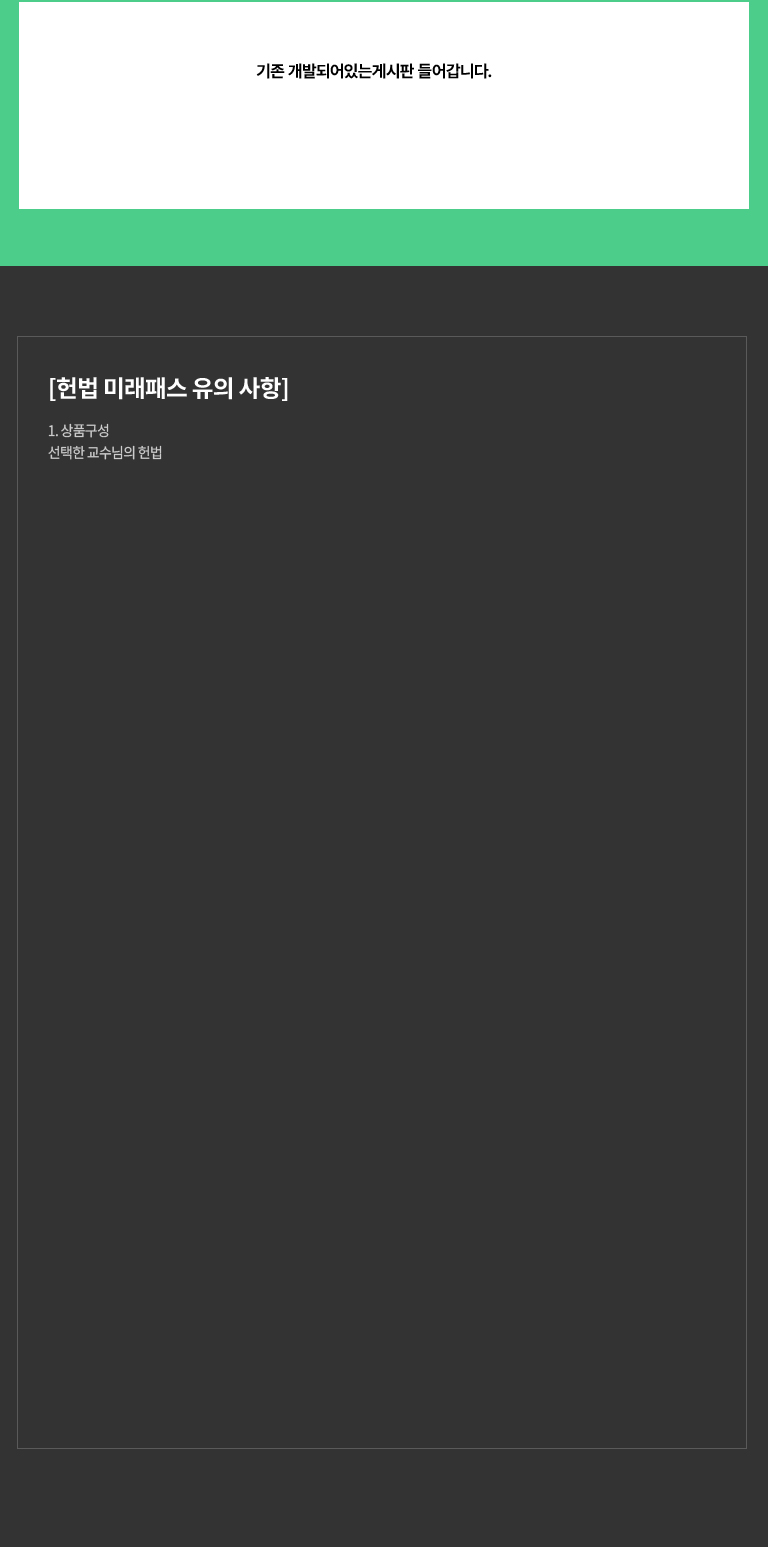 기존 개발되어있는게시판 들어갑니다.
[헌법 미래패스 유의 사항]
1. 상품구성
선택한 교수님의 헌법